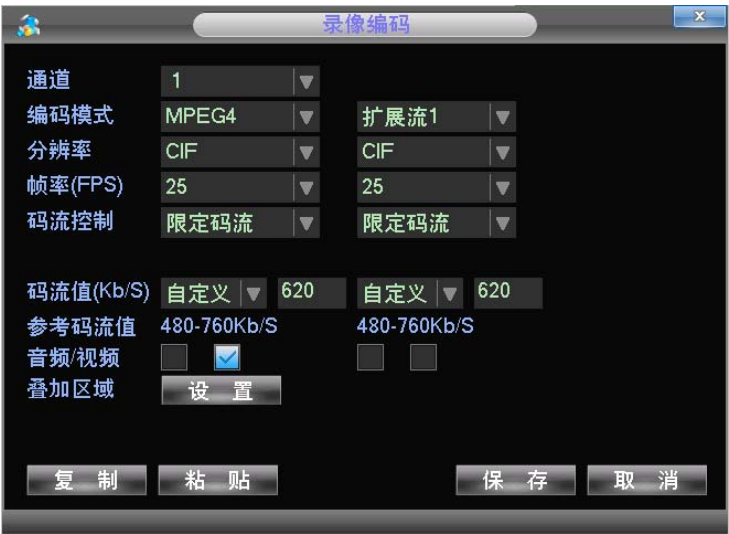 录像编码
通道 1
编码模式 MPEG4 扩展流1
分辨率 CIF CIF
帧率(FPS) 25 25
码流控制 限定码流 限定码流
码流值(Kb/S) 自定义 620 自定义 620
参考码流值 480-760Kb/S 480-760Kb/S
音频/视频
叠加区域 设 置
复 制 粘 贴 保 存 取 消